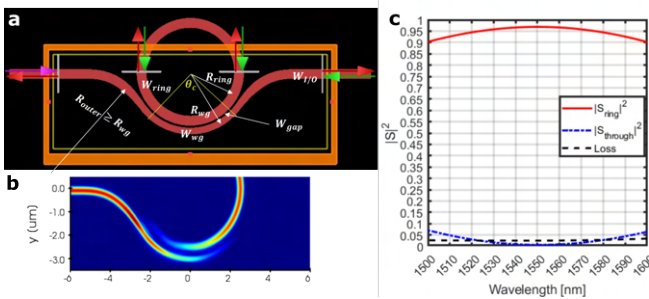 a
R_ring
W_ring
θ_c
W_I/O
R_outer ≥ R_wg
R_wg
W_wg
W_gap
b
0.0
-1.0
-2.0
-3.0
y (um)
-6
-4
-2
0
2
4
6
c
1
0.95
0.9
0.85
0.8
0.75
0.7
0.65
0.6
0.55
0.5
0.45
0.4
0.35
0.3
0.25
0.2
0.15
0.1
0.05
0
|S|²
|S_ring|²
|S_through|²
Loss
1500
1510
1520
1530
1540
1550
1560
1570
1580
1590
1600
Wavelength [nm]